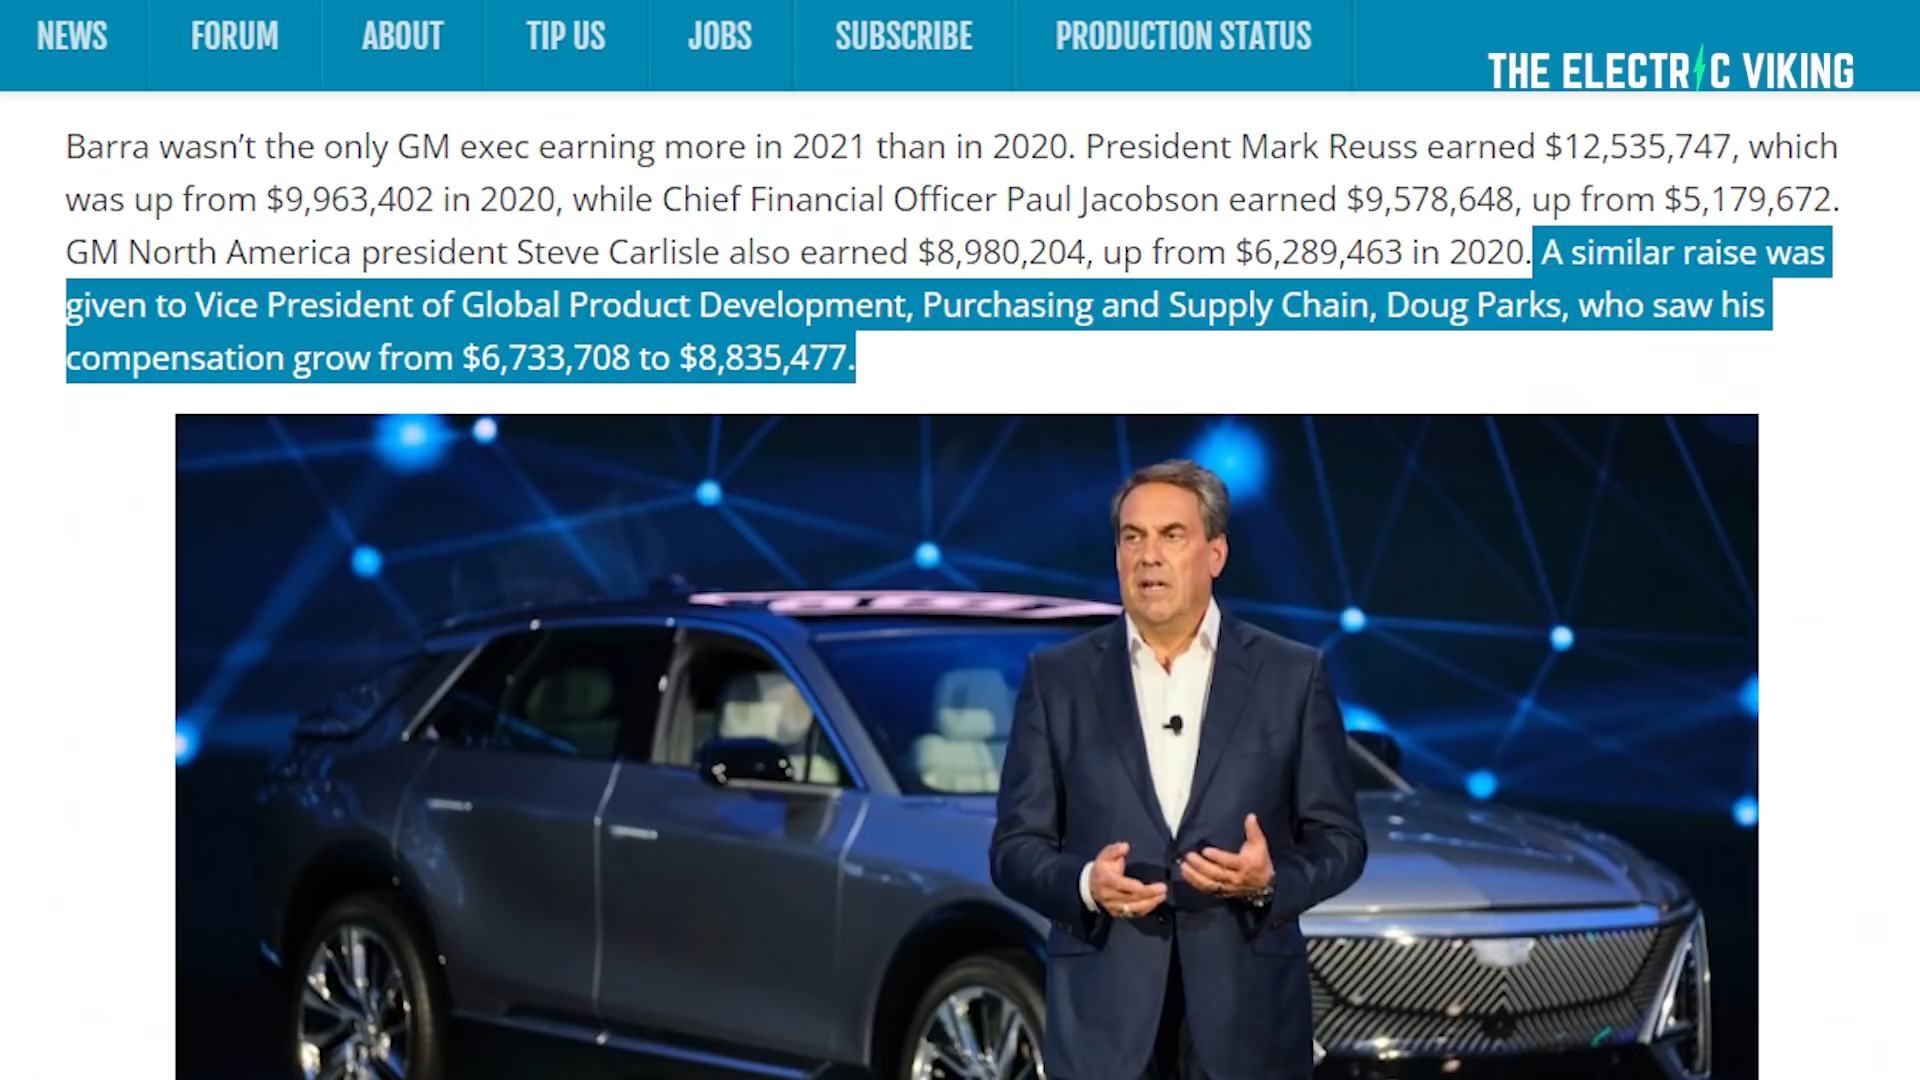 NEWS FORUM ABOUT TIP US JOBS SUBSCRIBE PRODUCTION STATUS
THE ELECTRIC VIKING
Barra wasn’t the only GM exec earning more in 2021 than in 2020. President Mark Reuss earned $12,535,747, which
was up from $9,963,402 in 2020, while Chief Financial Officer Paul Jacobson earned $9,578,648, up from $5,179,672.
GM North America president Steve Carlisle also earned $8,980,204, up from $6,289,463 in 2020. A similar raise was
given to Vice President of Global Product Development, Purchasing and Supply Chain, Doug Parks, who saw his
compensation grow from $6,733,708 to $8,835,477.